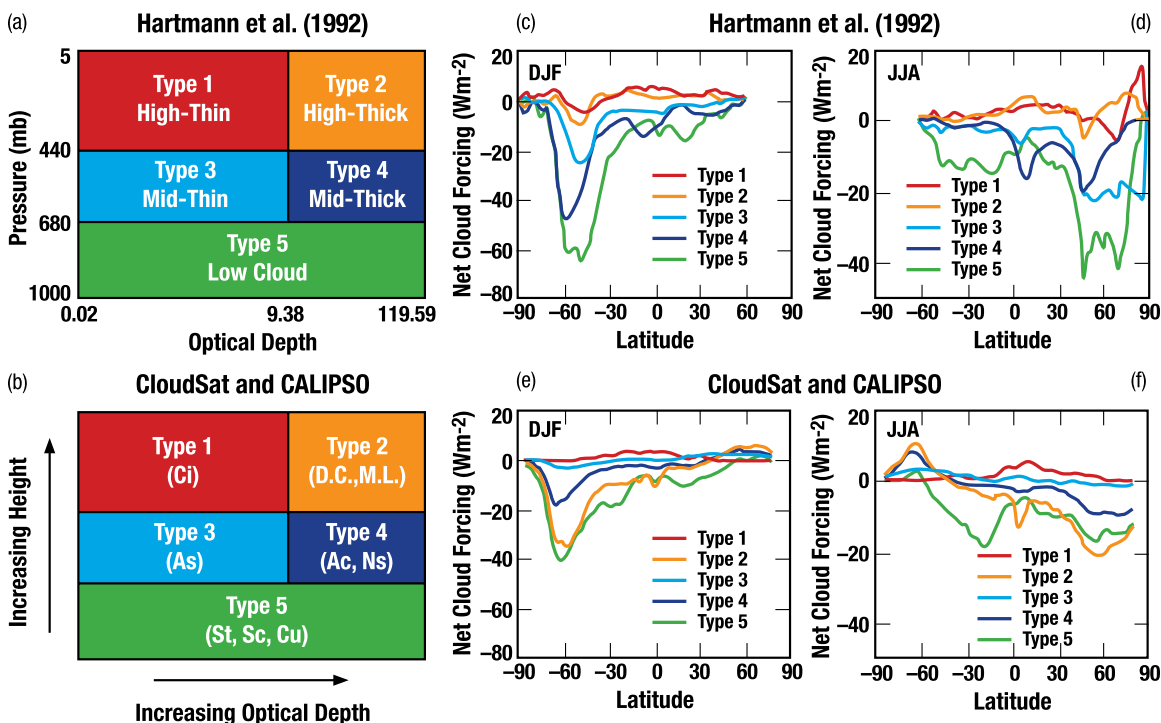 (a)
Hartmann et al. (1992)
5
440
680
1000
Pressure (mb)
Type 1
High-Thin
Type 2
High-Thick
Type 3
Mid-Thin
Type 4
Mid-Thick
Type 5
Low Cloud
0.02
9.38
119.59
Optical Depth
(c)
Hartmann et al. (1992)
(d)
DJF
Net Cloud Forcing (Wm-2)
20
0
−20
−40
−60
−80
Type 1
Type 2
Type 3
Type 4
Type 5
−90 −60 −30 0 30 60 90
Latitude
JJA
Net Cloud Forcing (Wm-2)
20
0
−20
−40
Type 1
Type 2
Type 3
Type 4
Type 5
−90 −60 −30 0 30 60 90
Latitude
(b)
CloudSat and CALIPSO
Increasing Height
Type 1
(Ci)
Type 2
(D.C.,M.L.)
Type 3
(As)
Type 4
(Ac, Ns)
Type 5
(St, Sc, Cu)
Increasing Optical Depth
(e)
CloudSat and CALIPSO
(f)
DJF
Net Cloud Forcing (Wm-2)
20
0
−20
−40
−60
−80
Type 1
Type 2
Type 3
Type 4
Type 5
−90 −60 −30 0 30 60 90
Latitude
JJA
Net Cloud Forcing (Wm-2)
20
0
−20
−40
Type 1
Type 2
Type 3
Type 4
Type 5
−90 −60 −30 0 30 60 90
Latitude